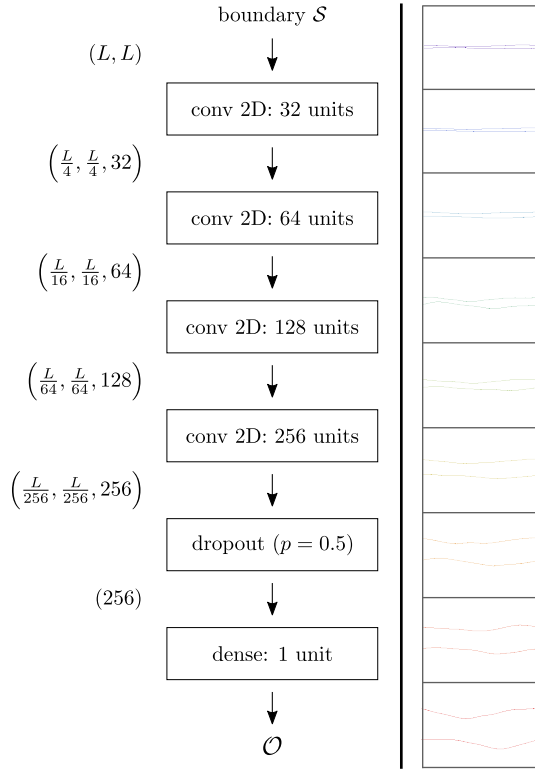 boundary 𝒮
(L, L)
conv 2D: 32 units
(L/4, L/4, 32)
conv 2D: 64 units
(L/16, L/16, 64)
conv 2D: 128 units
(L/64, L/64, 128)
conv 2D: 256 units
(L/256, L/256, 256)
dropout (p = 0.5)
(256)
dense: 1 unit
𝒪